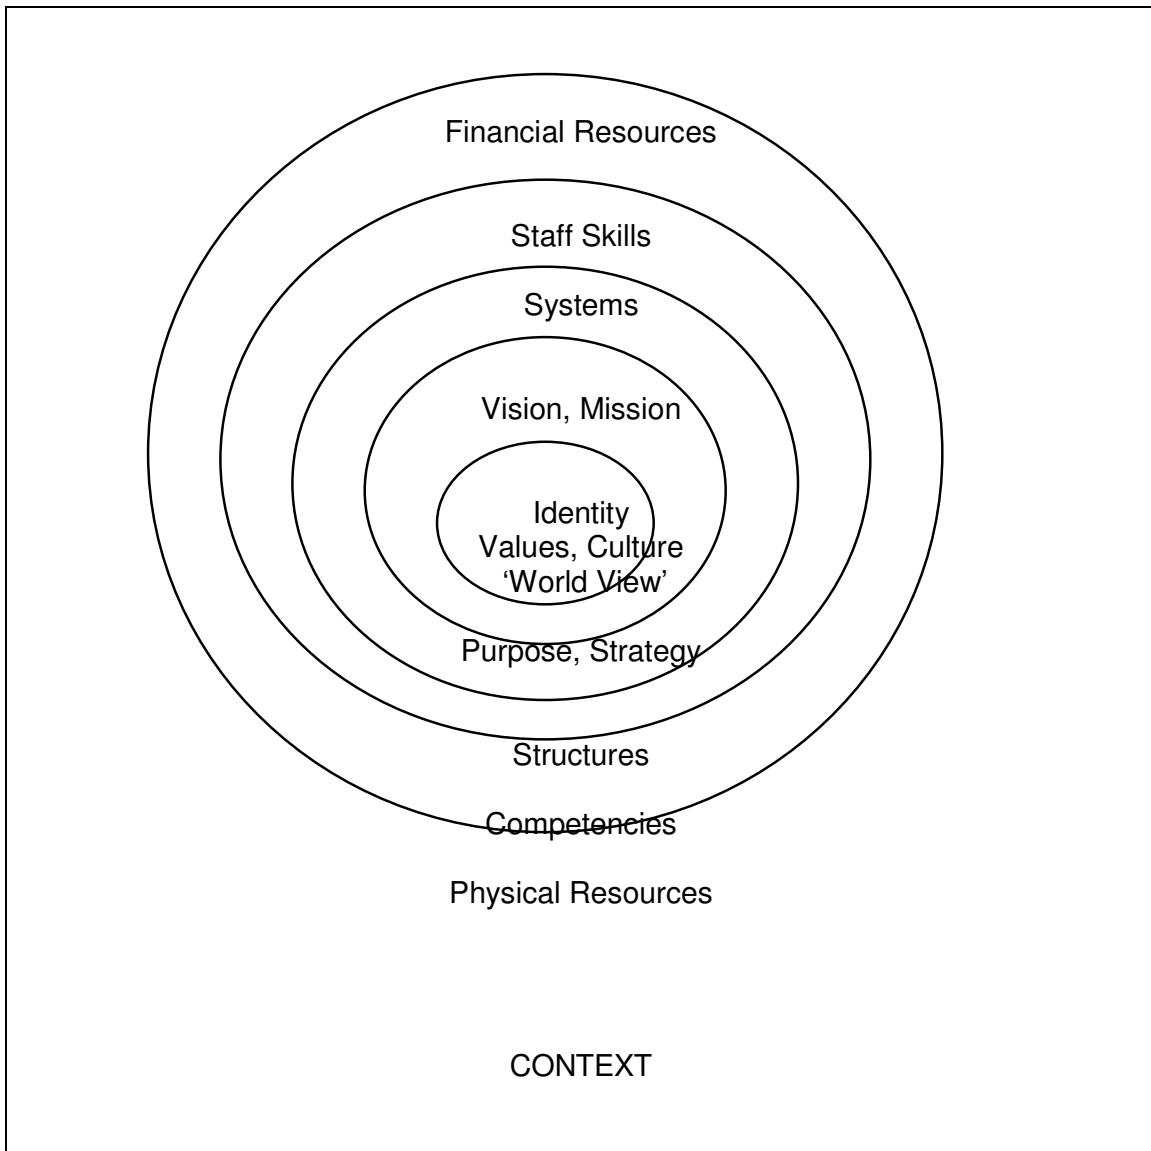 Financial Resources
Staff Skills
Systems
Vision, Mission
Identity
Values, Culture
‘World View’
Purpose, Strategy
Structures
Competencies
Physical Resources
CONTEXT